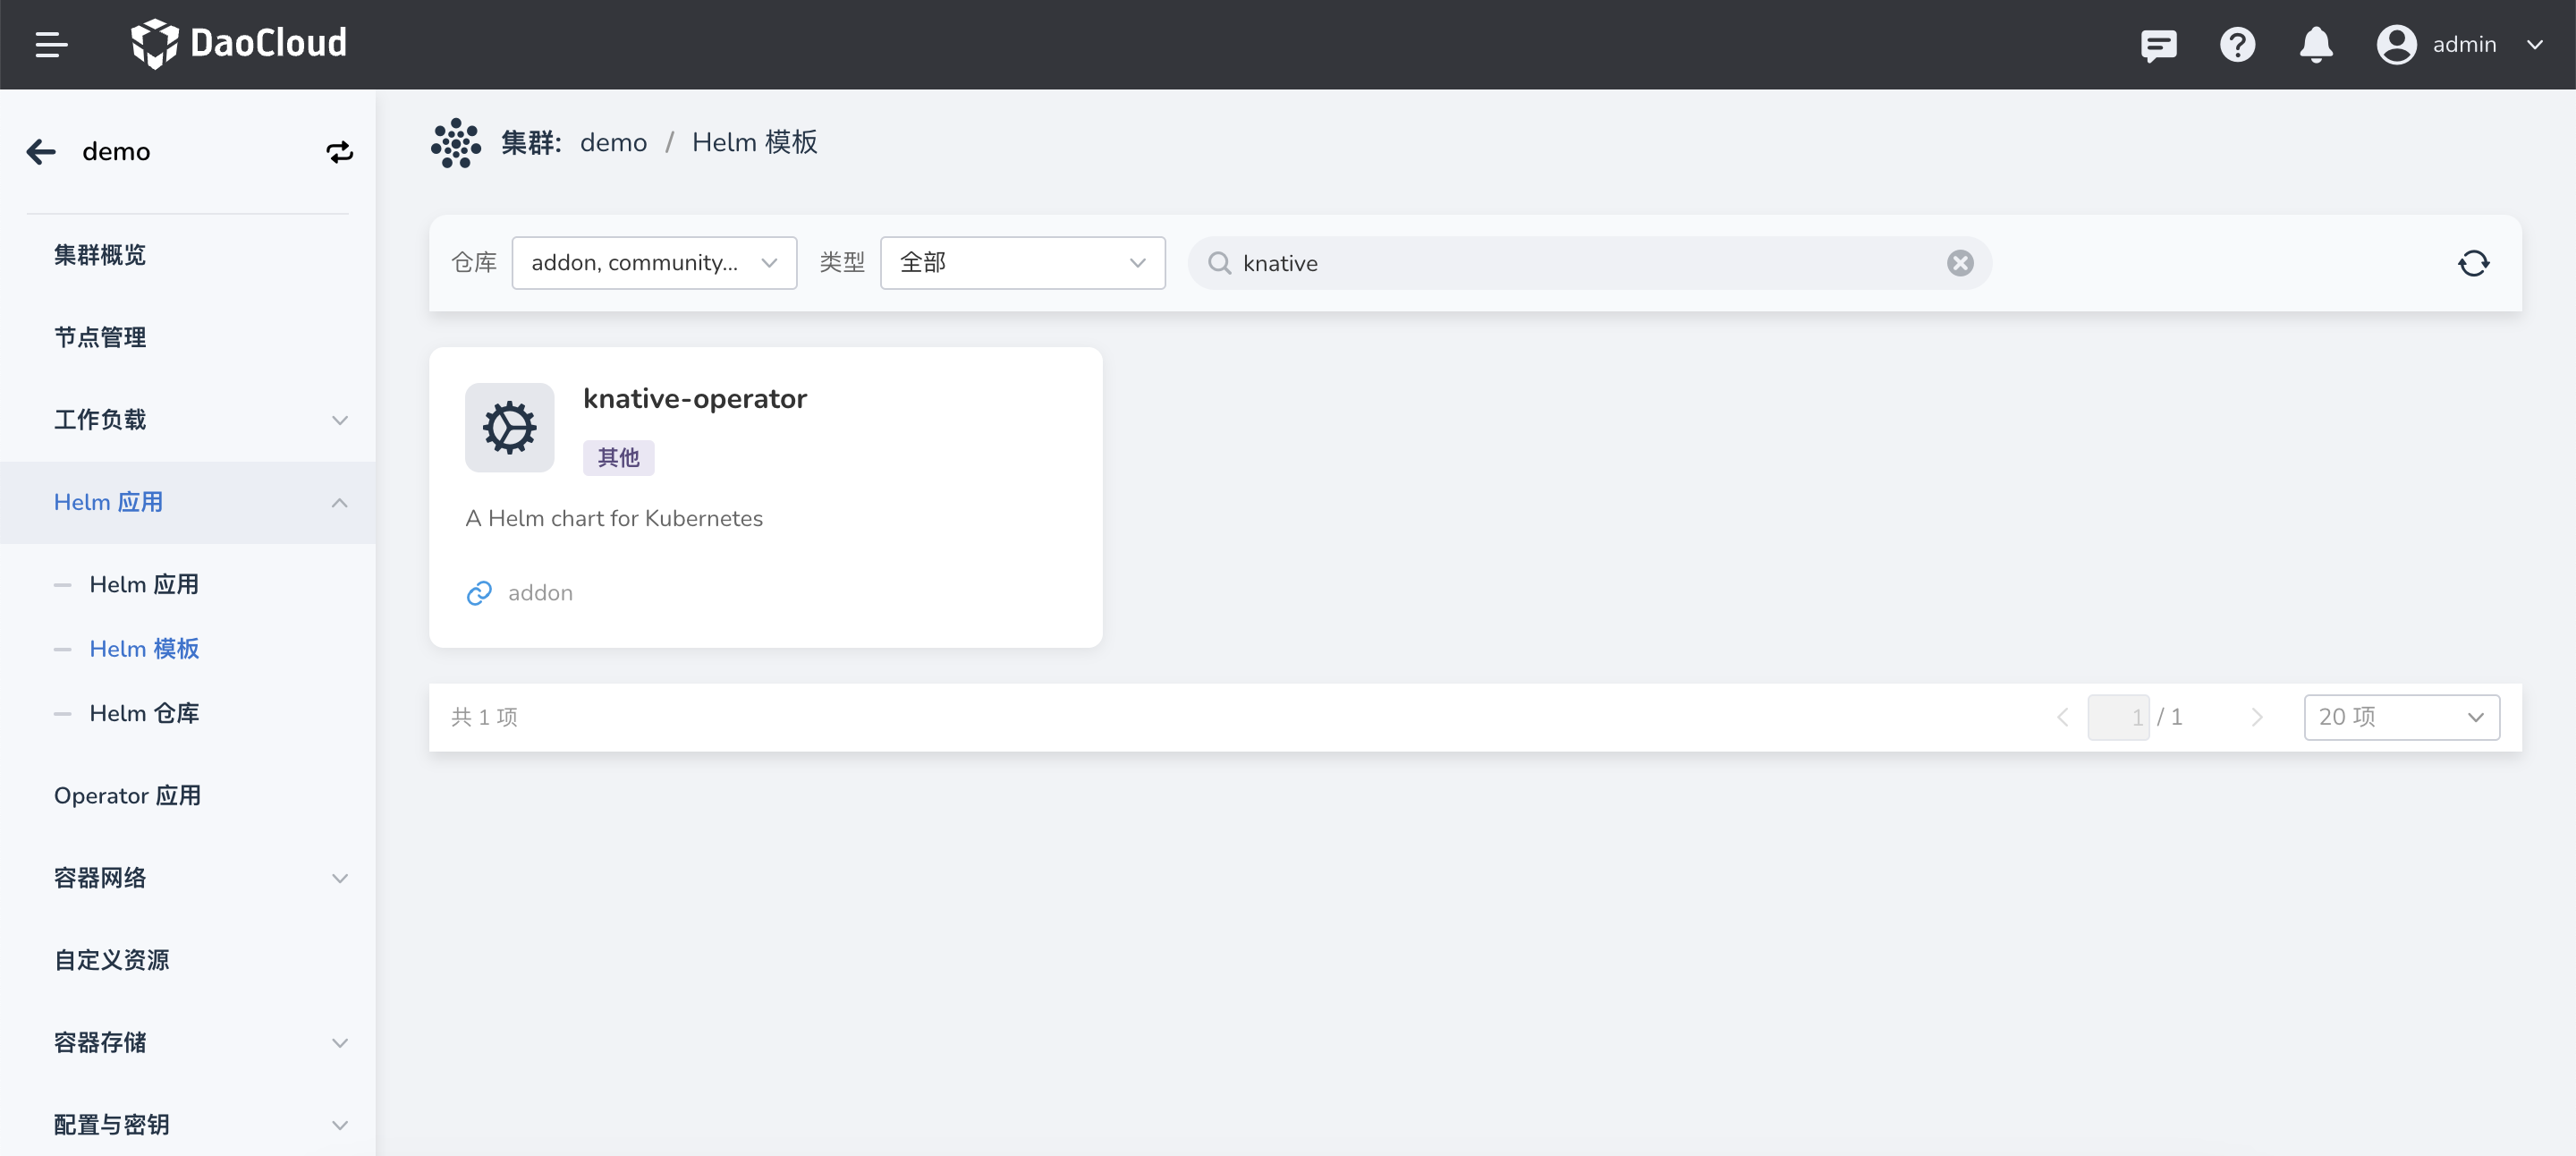 DaoCloud
admin
demo
集群概览
节点管理
工作负载
Helm 应用
Helm 应用
Helm 模板
Helm 仓库
Operator 应用
容器网络
自定义资源
容器存储
配置与密钥
集群: demo / Helm 模板
仓库 addon, community... 类型 全部 knative
knative-operator
其他
A Helm chart for Kubernetes
addon
共 1 项 1 / 1 20 项